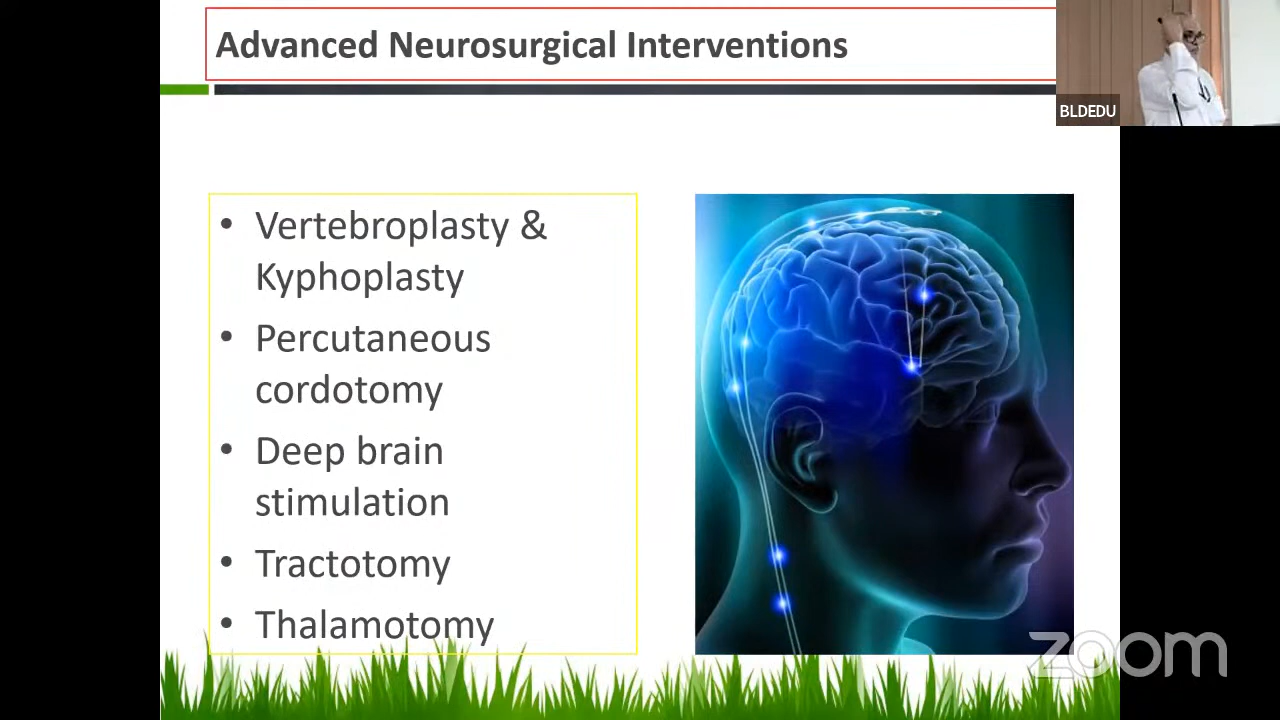 Advanced Neurosurgical Interventions
BLDEDU
• Vertebroplasty &
Kyphoplasty
• Percutaneous
cordotomy
• Deep brain
stimulation
• Tractotomy
• Thalamotomy
zoom